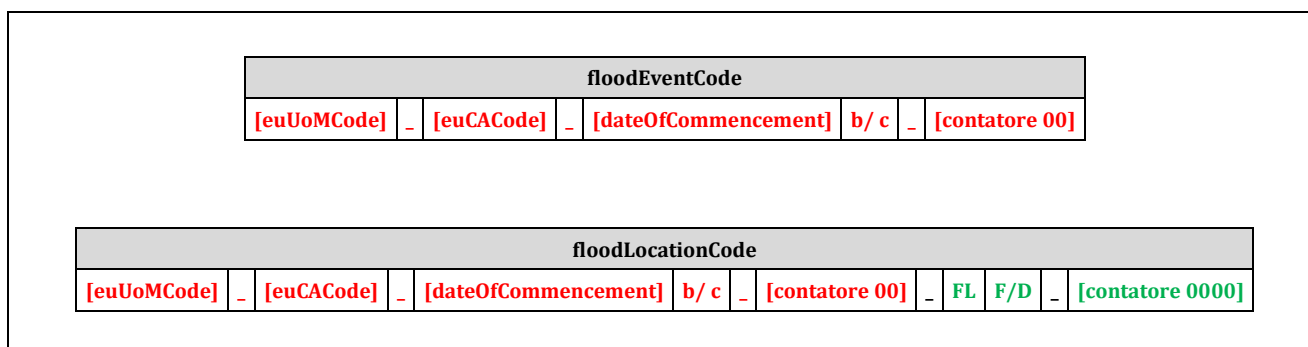 floodEventCode
[euUoMCode] _ [euCACode] _ [dateOfCommencement] b/ c _ [contatore 00]
floodLocationCode
[euUoMCode] _ [euCACode] _ [dateOfCommencement] b/ c _ [contatore 00] _ FL F/D _ [contatore 0000]